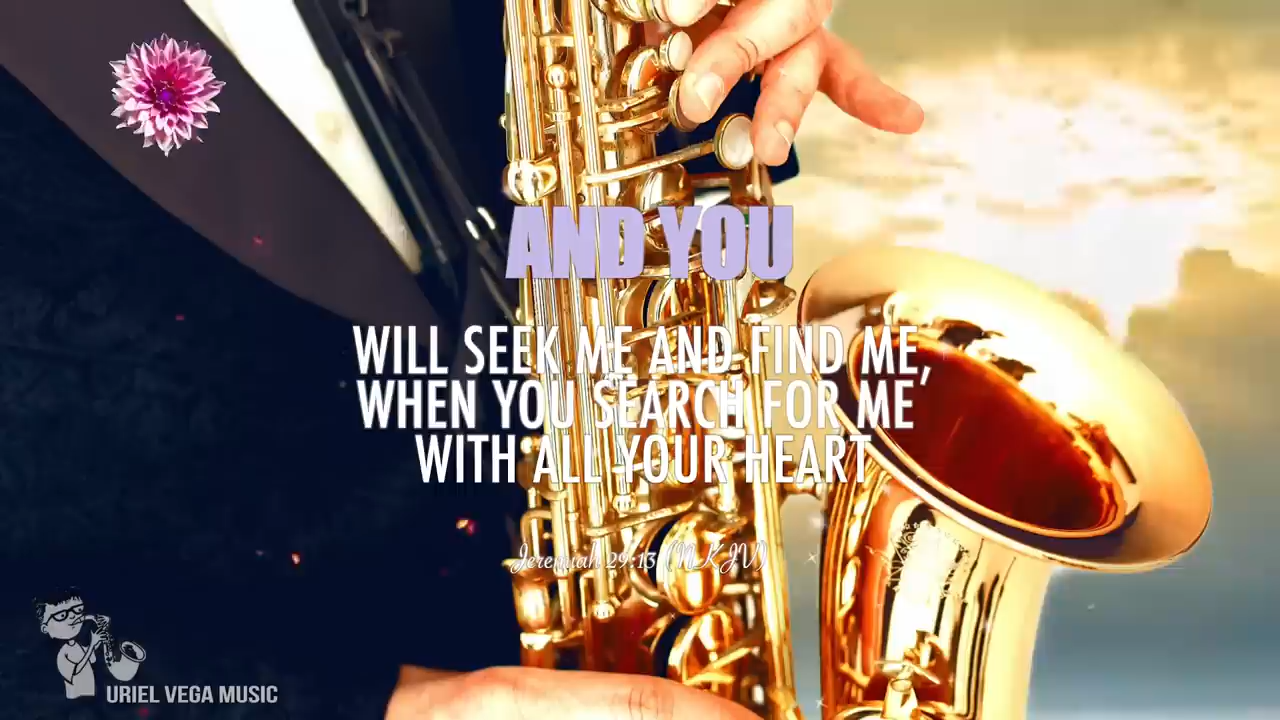 AND YOU
WILL SEEK ME AND FIND ME,
WHEN YOU SEARCH FOR ME
WITH ALL YOUR HEART
Jeremiah 29:13 (NKJV)
URIEL VEGA MUSIC